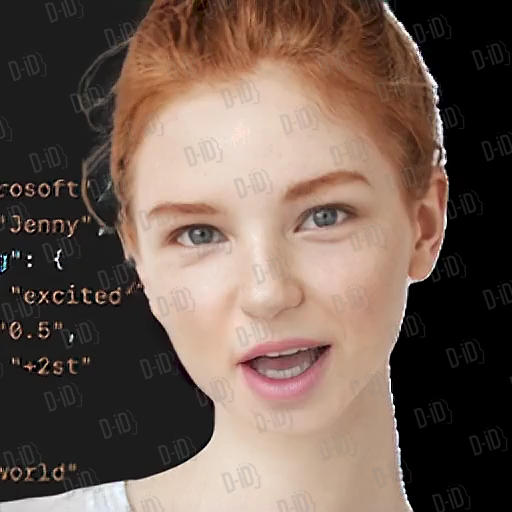 rosoft
"Jenny",
g": {
"excited"
"0.5",
"+2st"
world"
D-iD